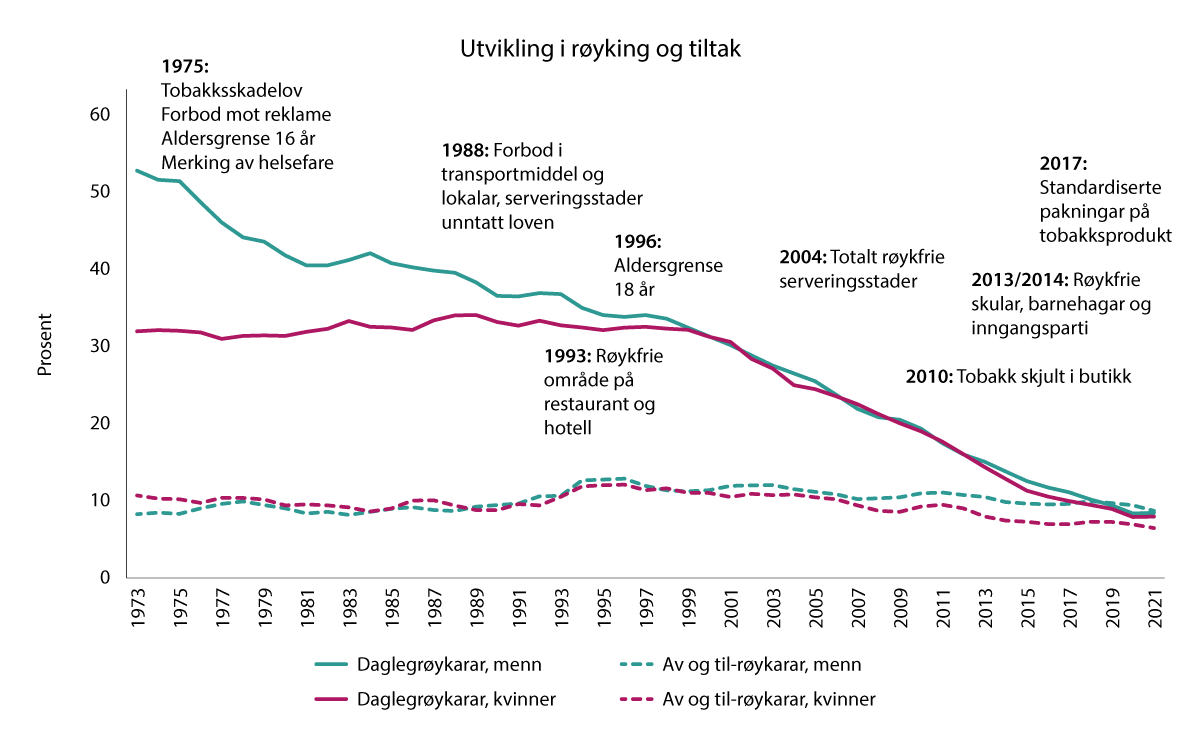 Utvikling i røyking og tiltak
1975:
Tobakksskadelov
Forbod mot reklame
Aldersgrense 16 år
Merking av helsefare
1988: Forbod i
transportmiddel og
lokalar, serveringsstader
unntatt loven
1996:
Aldersgrense
18 år
1993: Røykfrie
område på
restaurant og
hotell
2004: Totalt røykfrie
serveringsstader
2017:
Standardiserte
pakningar på
tobakksprodukt
2013/2014: Røykfrie
skular, barnehagar og
inngangsparti
2010: Tobakk skjult i butikk
Prosent
60
50
40
30
20
10
0
1973
1975
1977
1979
1981
1983
1985
1987
1989
1991
1993
1995
1997
1999
2001
2003
2005
2007
2009
2011
2013
2015
2017
2019
2021
Daglegrøykarar, menn
Av og til-røykarar, menn
Daglegrøykarar, kvinner
Av og til-røykarar, kvinner